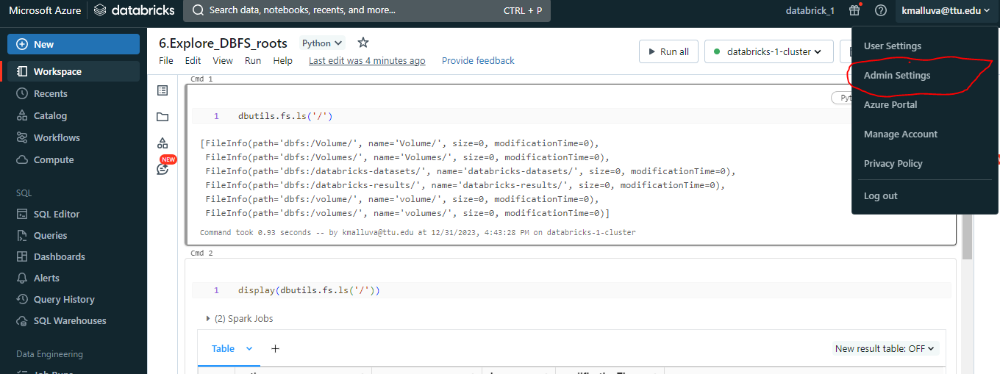 Microsoft Azure databricks Search data, notebooks, recents, and more... CTRL + P databrick_1 kmalluva@ttu.edu
New
Workspace
Recents
Catalog
Workflows
Compute
SQL
SQL Editor
Queries
Dashboards
Alerts
Query History
SQL Warehouses
Data Engineering
Job Runs
6.Explore_DBFS_roots Python
File Edit View Run Help Last edit was 4 minutes ago Provide feedback
Run all databricks-1-cluster
User Settings
Admin Settings
Azure Portal
Manage Account
Privacy Policy
Log out
NEW
Cmd 1
1 dbutils.fs.ls('/')
[FileInfo(path='dbfs:/Volume/', name='Volume/', size=0, modificationTime=0),
FileInfo(path='dbfs:/Volumes/', name='Volumes/', size=0, modificationTime=0),
FileInfo(path='dbfs:/databricks-datasets/', name='databricks-datasets/', size=0, modificationTime=0),
FileInfo(path='dbfs:/databricks-results/', name='databricks-results/', size=0, modificationTime=0),
FileInfo(path='dbfs:/volume/', name='volume/', size=0, modificationTime=0),
FileInfo(path='dbfs:/volumes/', name='volumes/', size=0, modificationTime=0)]
Command took 0.93 seconds -- by kmalluva@ttu.edu at 12/31/2023, 4:43:28 PM on databricks-1-cluster
Cmd 2
1 display(dbutils.fs.ls('/'))
(2) Spark Jobs
Table + New result table: OFF